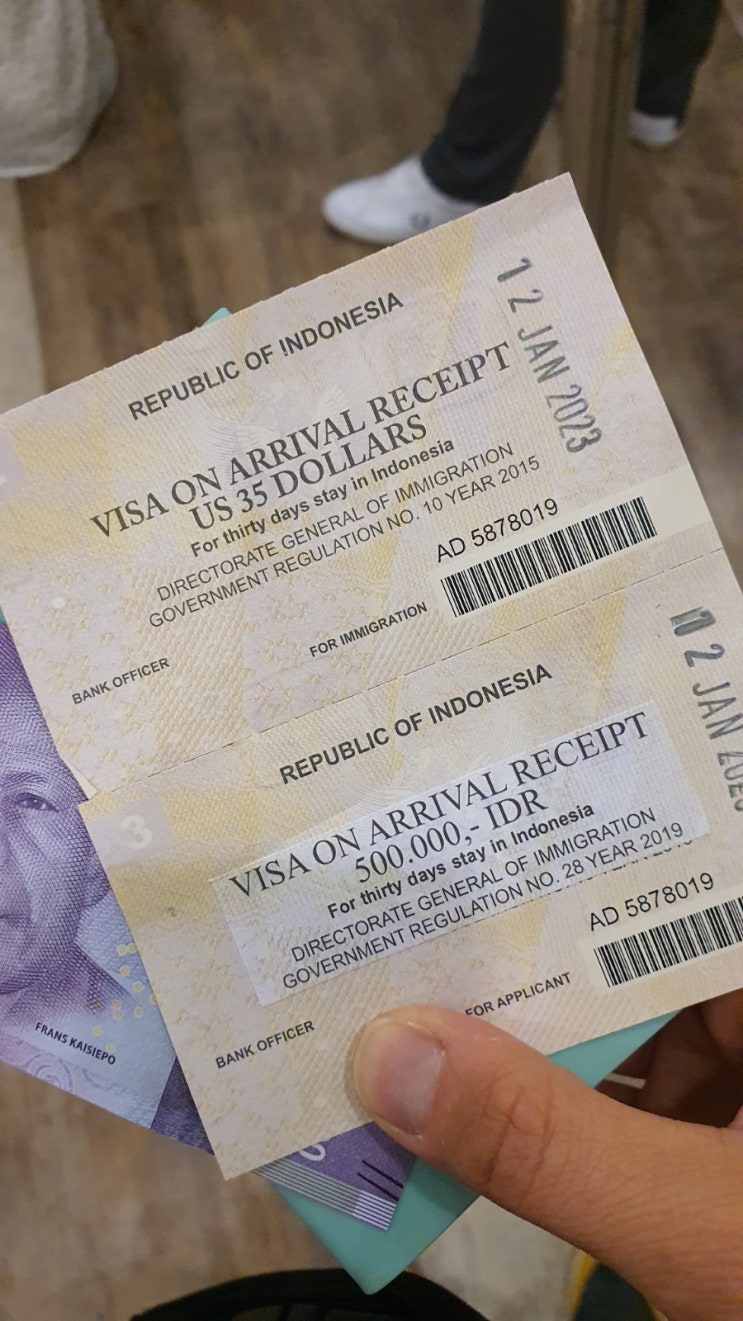 REPUBLIC OF INDONESIA
12 JAN 2023
VISA ON ARRIVAL RECEIPT
US 35 DOLLARS
For thirty days stay in Indonesia
DIRECTORATE GENERAL OF IMMIGRATION
GOVERNMENT REGULATION NO. 10 YEAR 2015
AD 5878019
BANK OFFICER
FOR IMMIGRATION
REPUBLIC OF INDONESIA
12 JAN
3
VISA ON ARRIVAL RECEIPT
500.000,- IDR
For thirty days stay in Indonesia
DIRECTORATE GENERAL OF IMMIGRATION
GOVERNMENT REGULATION NO. 28 YEAR 2019
AD 5878019
BANK OFFICER
FOR APPLICANT
FRANS KAISIEPO